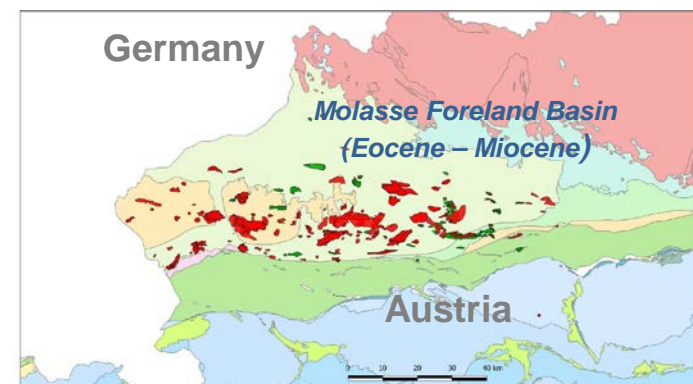 Germany
Molasse Foreland Basin
(Eocene – Miocene)
Austria
0 10 20 30 40 km